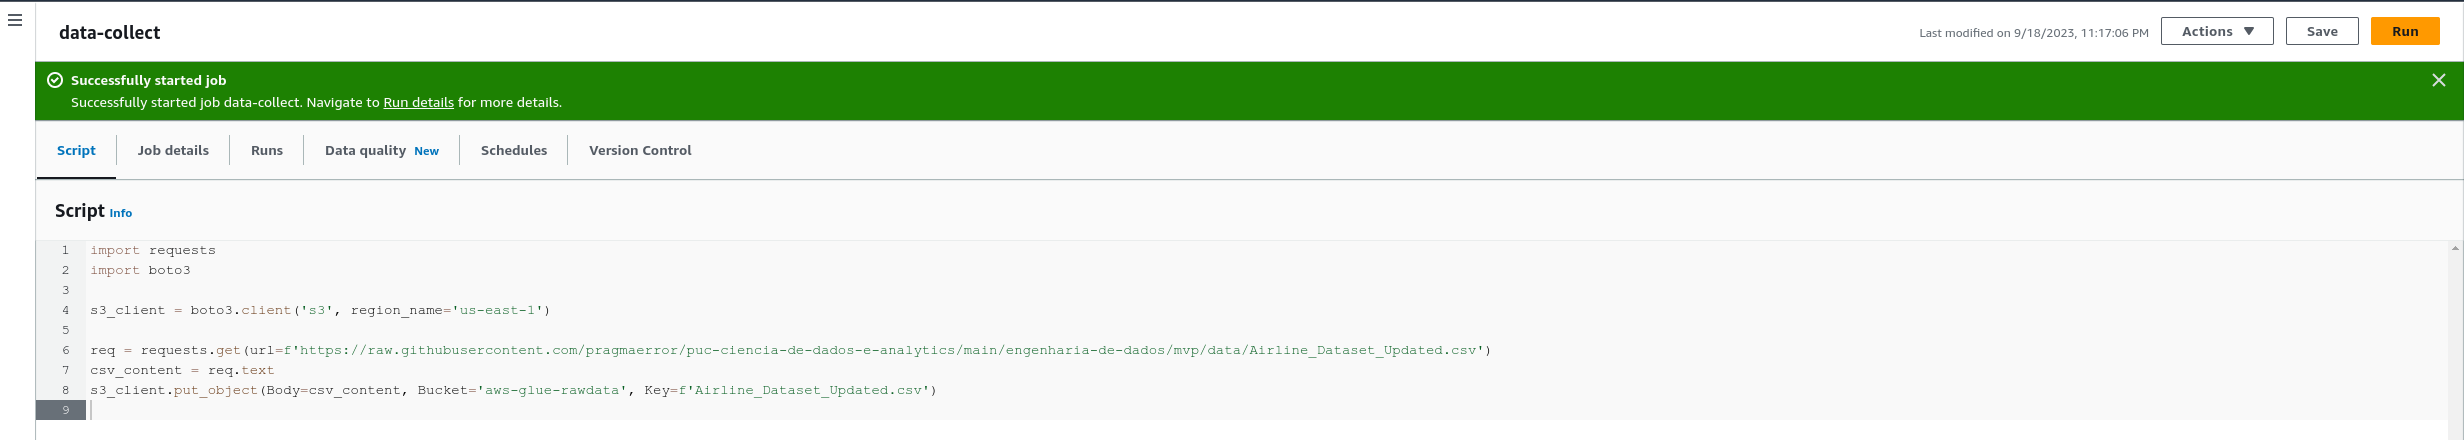 data-collect
Last modified on 9/18/2023, 11:17:06 PM
Actions
Save
Run
Successfully started job
Successfully started job data-collect. Navigate to Run details for more details.
Script
Job details
Runs
Data quality New
Schedules
Version Control
Script Info
1 import requests
2 import boto3
3
4 s3_client = boto3.client('s3', region_name='us-east-1')
5
6 req = requests.get(url=f'https://raw.githubusercontent.com/pragmaerror/puc-ciencia-de-dados-e-analytics/main/engenharia-de-dados/mvp/data/Airline_Dataset_Updated.csv')
7 csv_content = req.text
8 s3_client.put_object(Body=csv_content, Bucket='aws-glue-rawdata', Key=f'Airline_Dataset_Updated.csv')
9